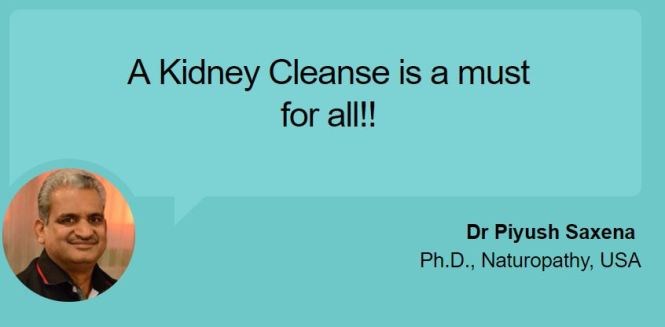 A Kidney Cleanse is a must
for all!!
Dr Piyush Saxena
Ph.D., Naturopathy, USA